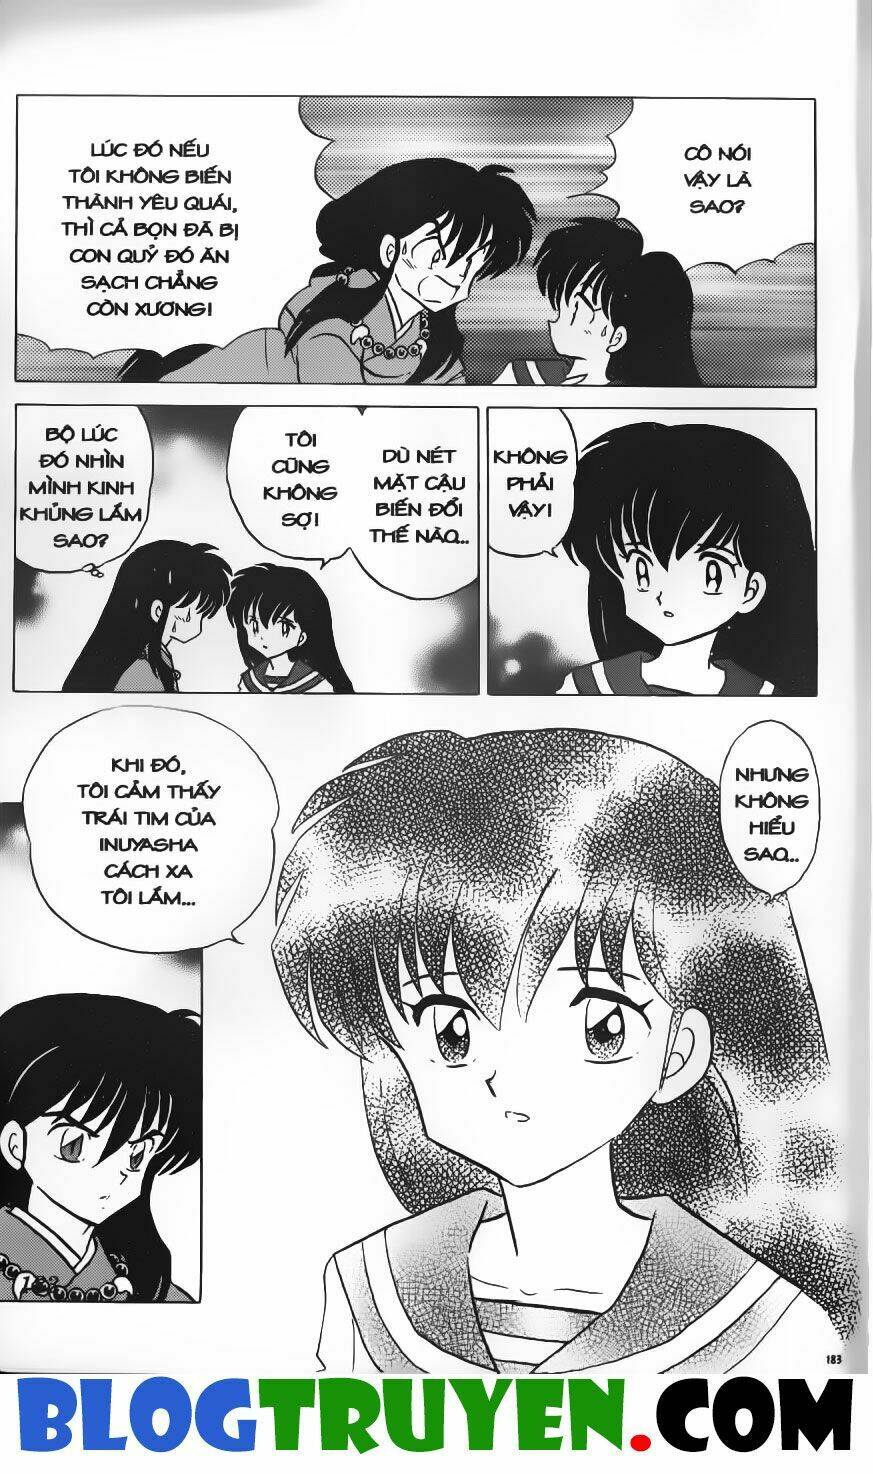 CÔ NÓI
VẬY LÀ
SAO?
LÚC ĐÓ NẾU
TÔI KHÔNG BIẾN
THÀNH YÊU QUÁI,
THÌ CẢ BỌN ĐÃ BỊ
CON QUỶ ĐÓ ĂN
SẠCH CHẲNG
CÒN XƯƠNG!
KHÔNG
PHẢI
VẬY!
DÙ NÉT
MẶT CẬU
BIẾN ĐỔI
THẾ NÀO...
TÔI
CŨNG
KHÔNG
SỢ!
BỘ LÚC
ĐÓ NHÌN
MÌNH KINH
KHỦNG LẮM
SAO?
NHƯNG
KHÔNG
HIỂU
SAO...
KHI ĐÓ,
TÔI CẢM THẤY
TRÁI TIM CỦA
INUYASHA
CÁCH XA
TÔI LẮM...
183
BLOGTRUYEN.COM